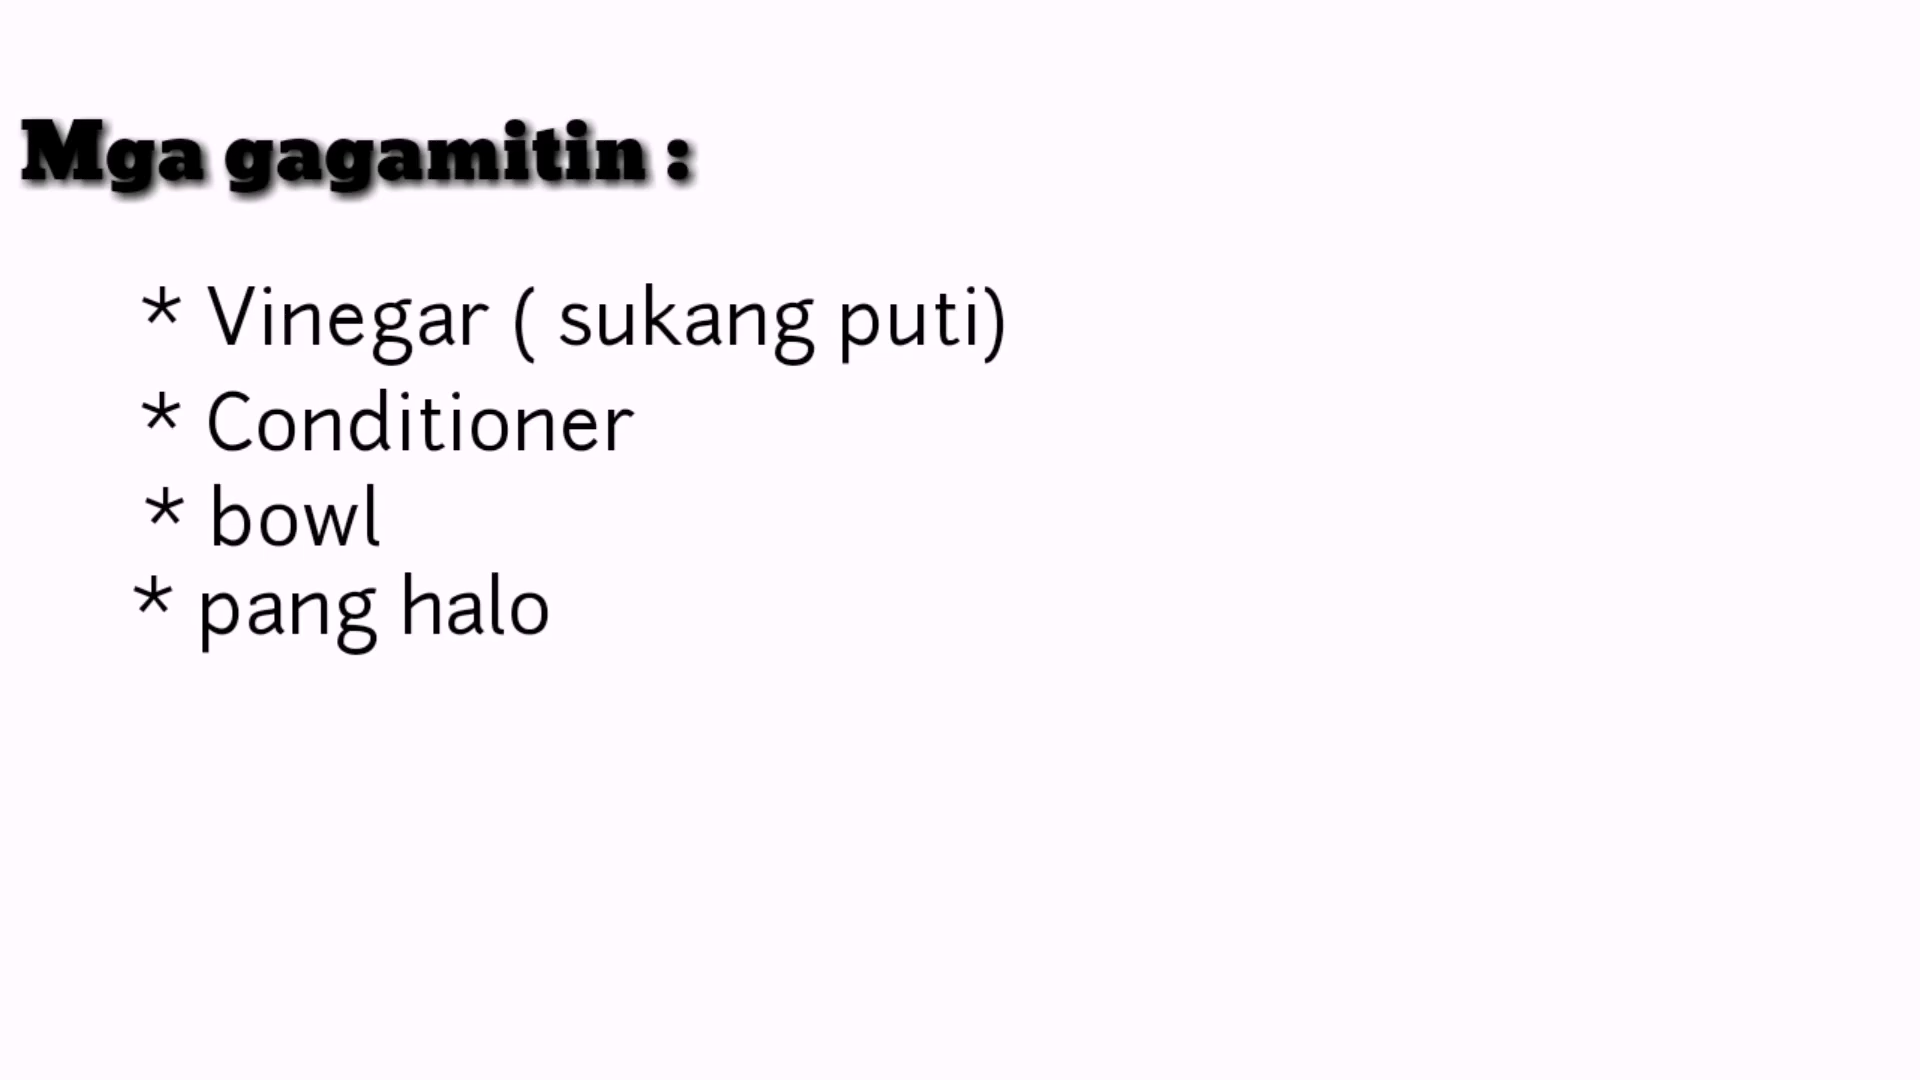 Mga gagamitin :
* Vinegar ( sukang puti)
* Conditioner
* bowl
* pang halo